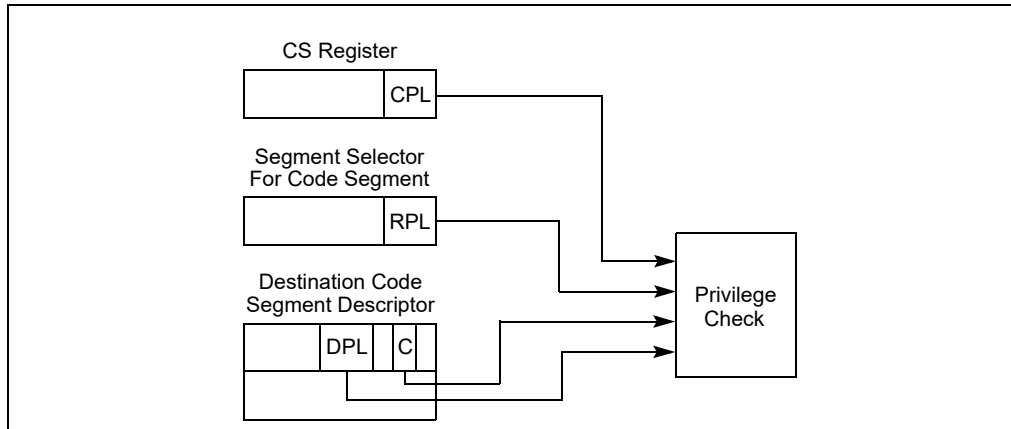 CS Register
CPL
Segment Selector
For Code Segment
RPL
Destination Code
Segment Descriptor
DPL
C
Privilege
Check